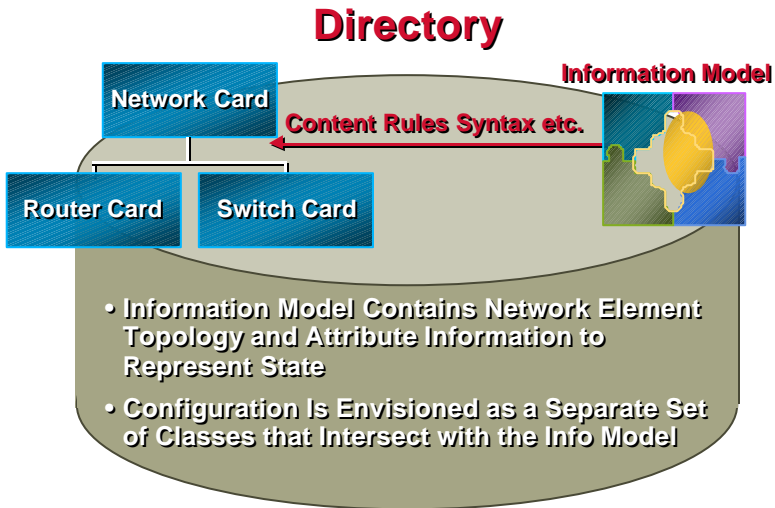 Directory
Information Model
Network Card
Content Rules Syntax etc.
Router Card
Switch Card
• Information Model Contains Network Element
Topology and Attribute Information to
Represent State
• Configuration Is Envisioned as a Separate Set
of Classes that Intersect with the Info Model